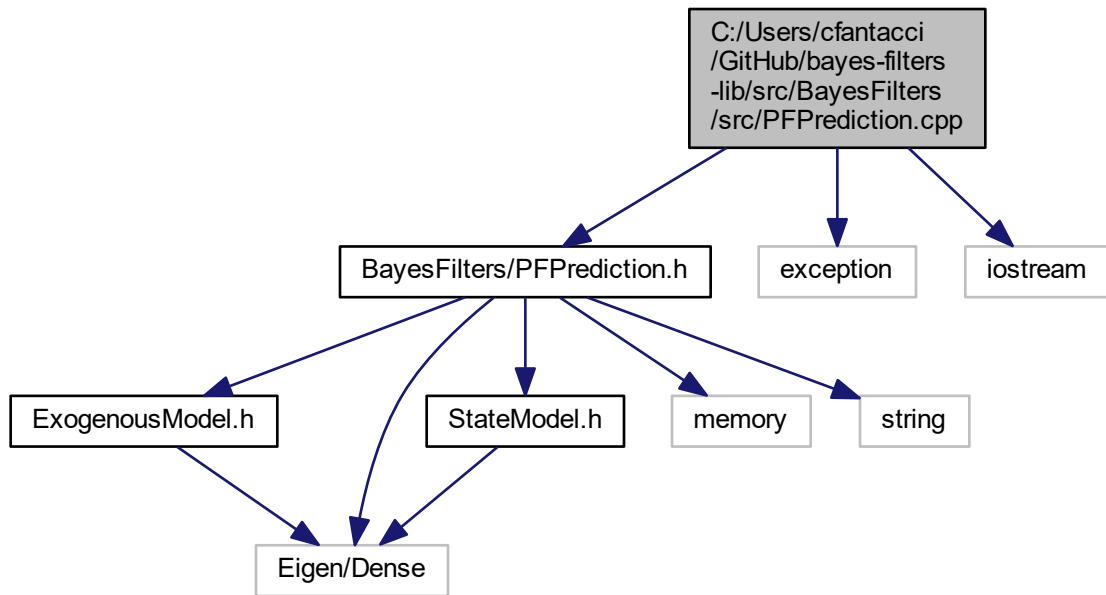 C:/Users/cfantacci
/GitHub/bayes-filters
-lib/src/BayesFilters
/src/PFPrediction.cpp
BayesFilters/PFPrediction.h
exception
iostream
ExogenousModel.h
StateModel.h
memory
string
Eigen/Dense